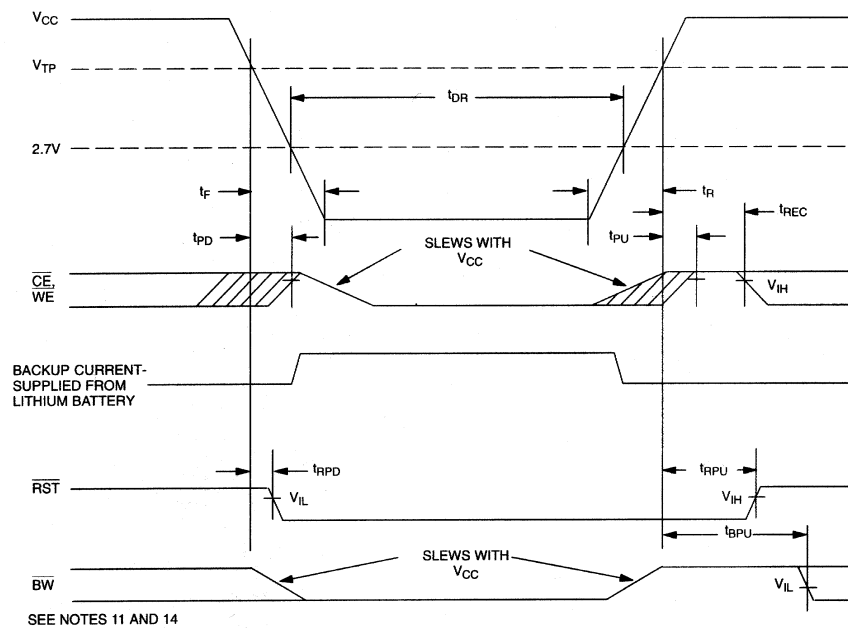 VCC
VTP
tDR
2.7V
tF
tR
tREC
tPD
tPU
SLEWS WITH
VCC
CE,
WE
VIH
BACKUP CURRENT-
SUPPLIED FROM
LITHIUM BATTERY
tRPD
tRPU
RST
VIL
VIH
tBPU
SLEWS WITH
VCC
BW
VIL
SEE NOTES 11 AND 14